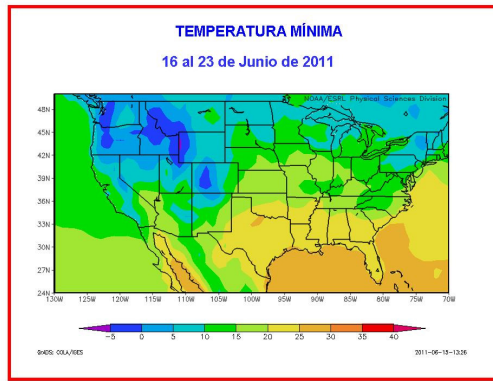 TEMPERATURA MÍNIMA
16 al 23 de Junio de 2011
NOAA/ESRL Physical Sciences Division
48N
45N
42N
39N
36N
33N
30N
27N
24N
130W 125W 120W 115W 110W 105W 100W 95W 90W 85W 80W 75W 70W
-5 0 5 10 15 20 25 30 35 40
GrADS: COLA/IGES 2011-06-15-13:26